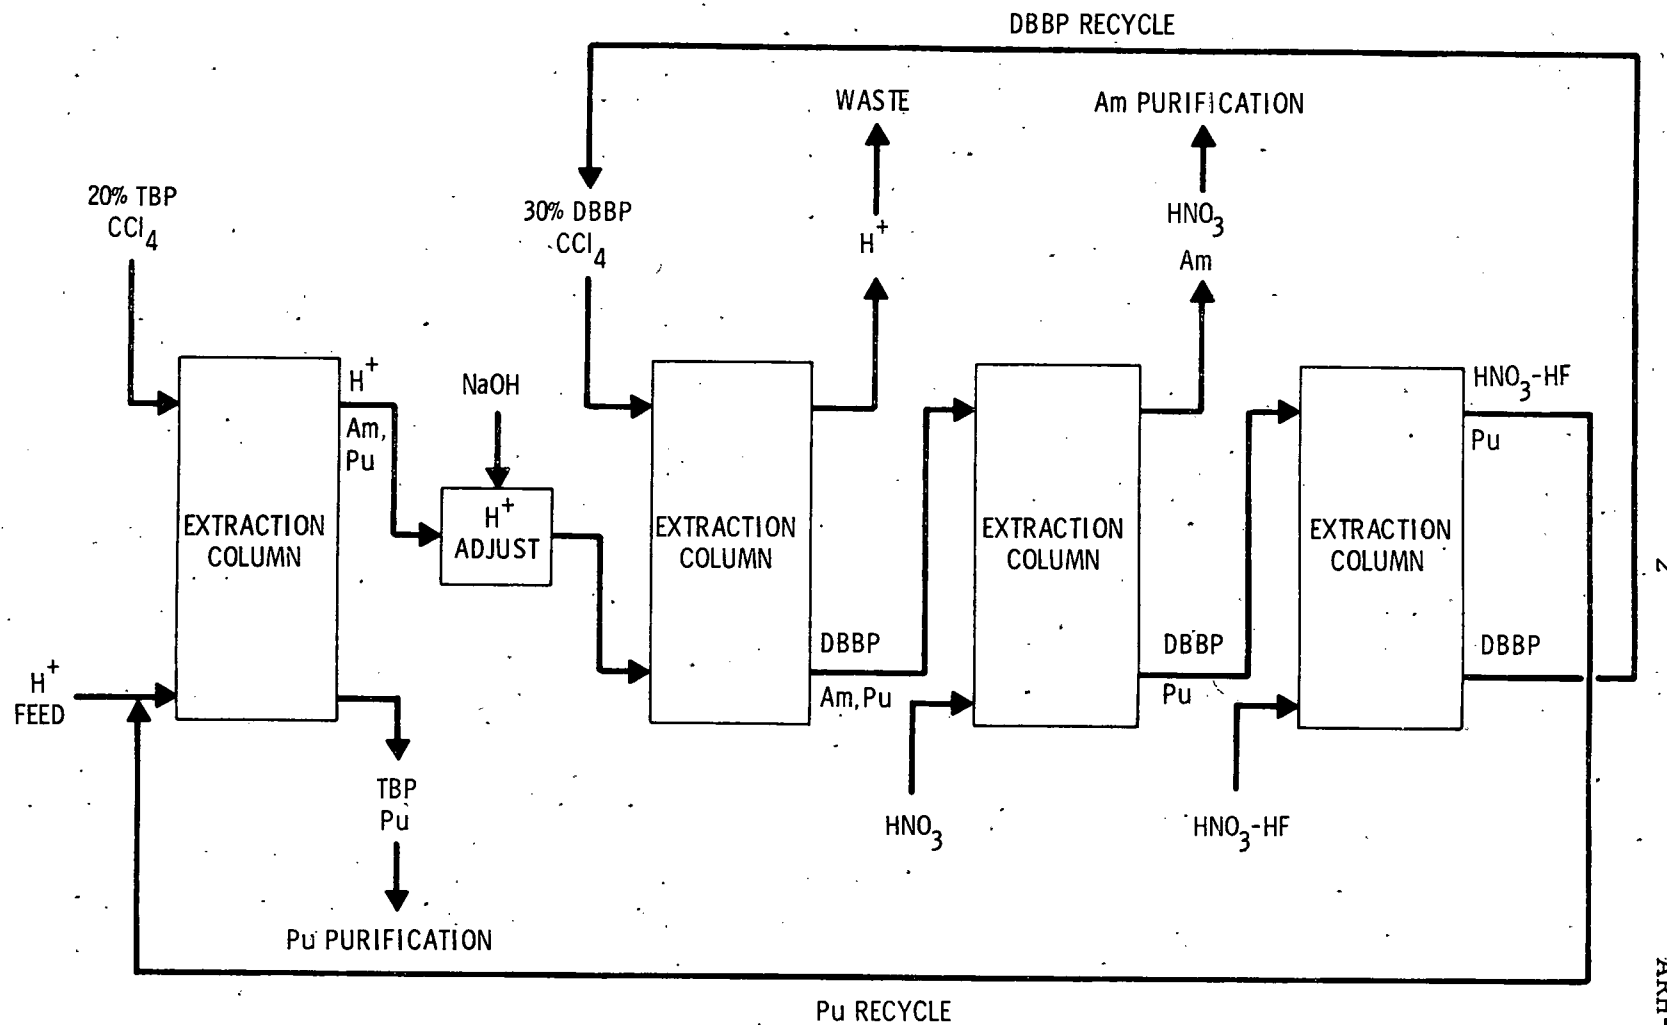 DBBP RECYCLE
WASTE
Am PURIFICATION
20% TBP
CCl4
30% DBBP
CCl4
H+
HNO3
Am
H+
Am,
Pu
NaOH
H+
ADJUST
EXTRACTION
COLUMN
EXTRACTION
COLUMN
EXTRACTION
COLUMN
EXTRACTION
COLUMN
HNO3-HF
Pu
2
DBBP
Am, Pu
DBBP
Pu
DBBP
H+
FEED
TBP
Pu
HNO3
HNO3-HF
Pu PURIFICATION
Pu RECYCLE